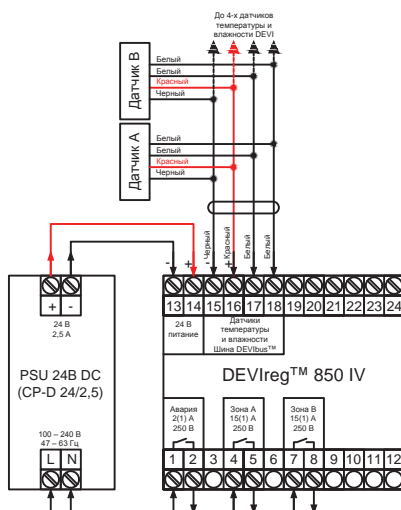 До 4-х датчиков
температуры и
влажности DEVI
Датчик B
Белый
Белый
Красный
Черный
Датчик A
Белый
Белый
Красный
Черный
- + - Черный + Красный Белый Белый
+ -
24 В
2,5 А
13 14 15 16 17 18 19 20 21 22 23 24
24 В
питание
Датчики
температуры
и влажности
Шина DEVIbus™
PSU 24В DC
(CP-D 24/2,5)
DEVIreg™ 850 IV
100 – 240 В
47 – 63 Гц
L N
Авария
2(1) А
250 В
Зона А
15(1) А
250 В
Зона В
15(1) А
250 В
1 2 3 4 5 6 7 8 9 10 11 12